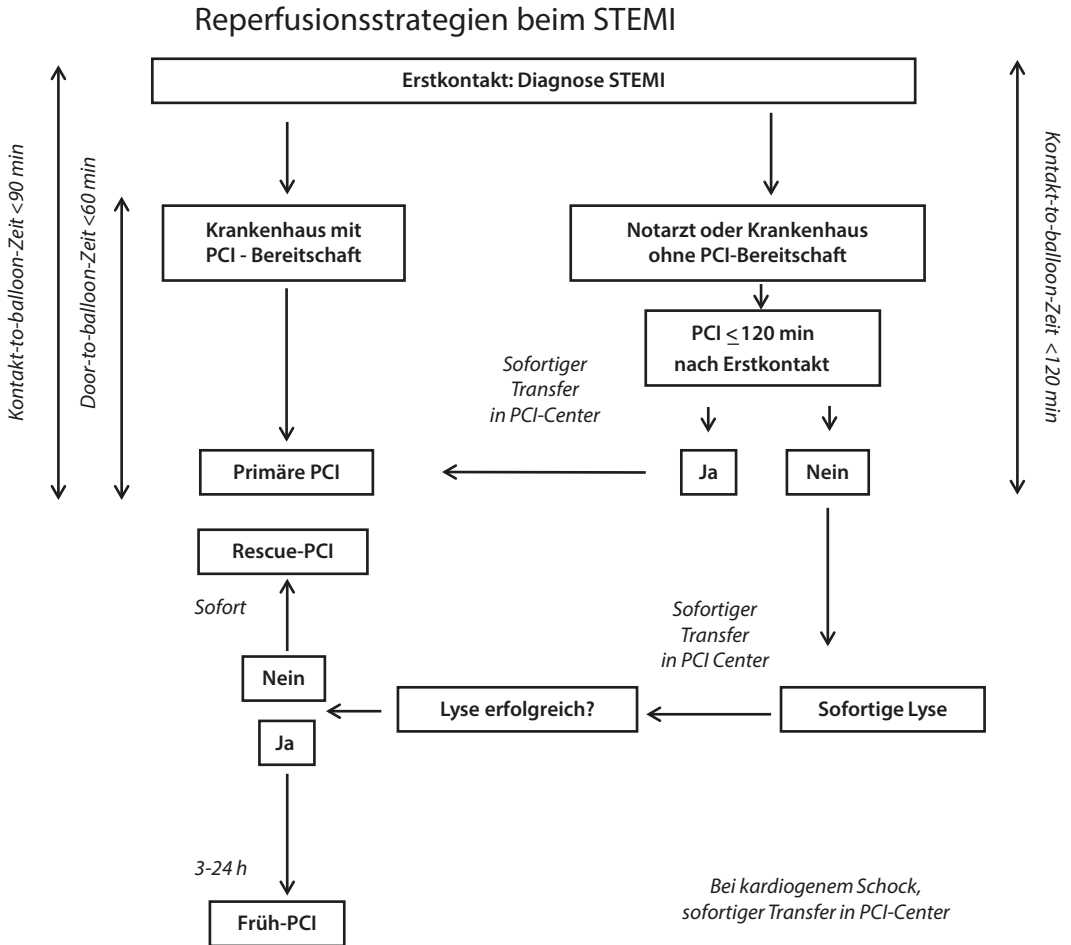 Reperfusionsstrategien beim STEMI
Erstkontakt: Diagnose STEMI
Kontakt-to-balloon-Zeit <90 min
Door-to-balloon-Zeit <60 min
Kontakt-to-balloon-Zeit <120 min
Krankenhaus mit
PCI - Bereitschaft
Notarzt oder Krankenhaus
ohne PCI-Bereitschaft
PCI ≤ 120 min
nach Erstkontakt
Sofortiger
Transfer
in PCI-Center
Primäre PCI
Ja
Nein
Rescue-PCI
Sofort
Sofortiger
Transfer
in PCI Center
Nein
Ja
Lyse erfolgreich?
Sofortige Lyse
3-24 h
Früh-PCI
Bei kardiogenem Schock,
sofortiger Transfer in PCI-Center